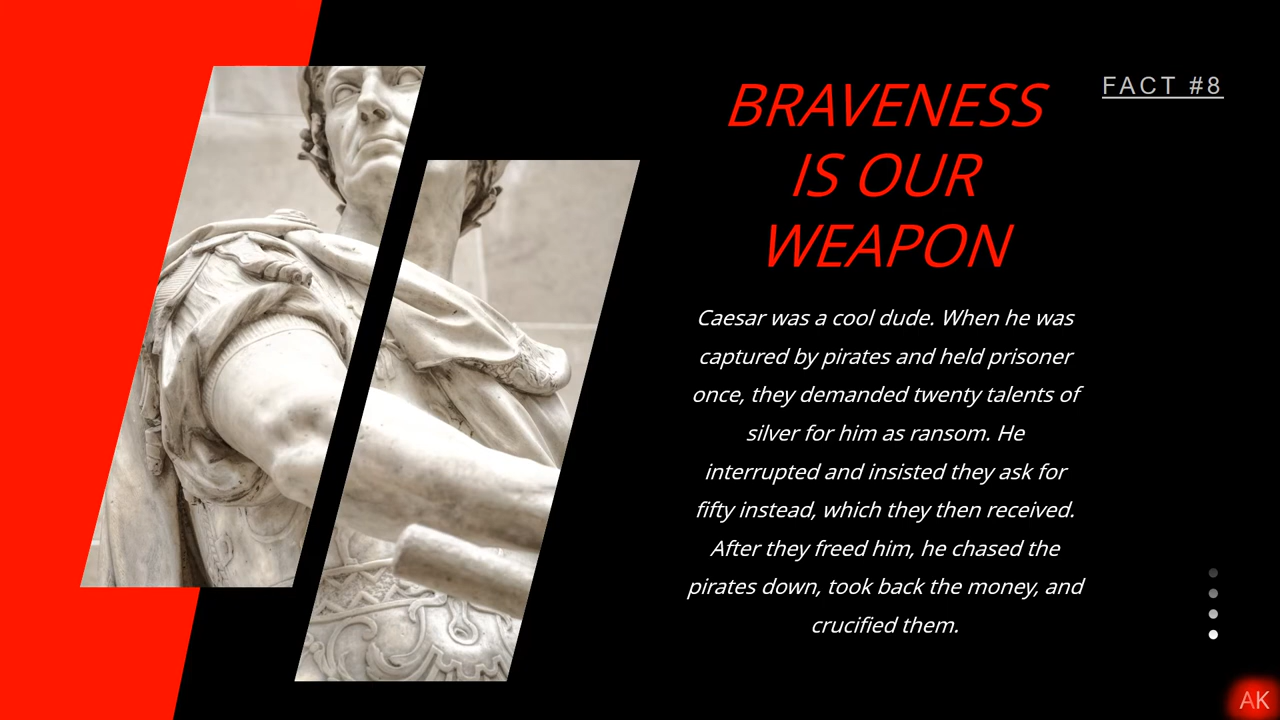 FACT #8
BRAVENESS
IS OUR
WEAPON
Caesar was a cool dude. When he was
captured by pirates and held prisoner
once, they demanded twenty talents of
silver for him as ransom. He
interrupted and insisted they ask for
fifty instead, which they then received.
After they freed him, he chased the
pirates down, took back the money, and
crucified them.
AK